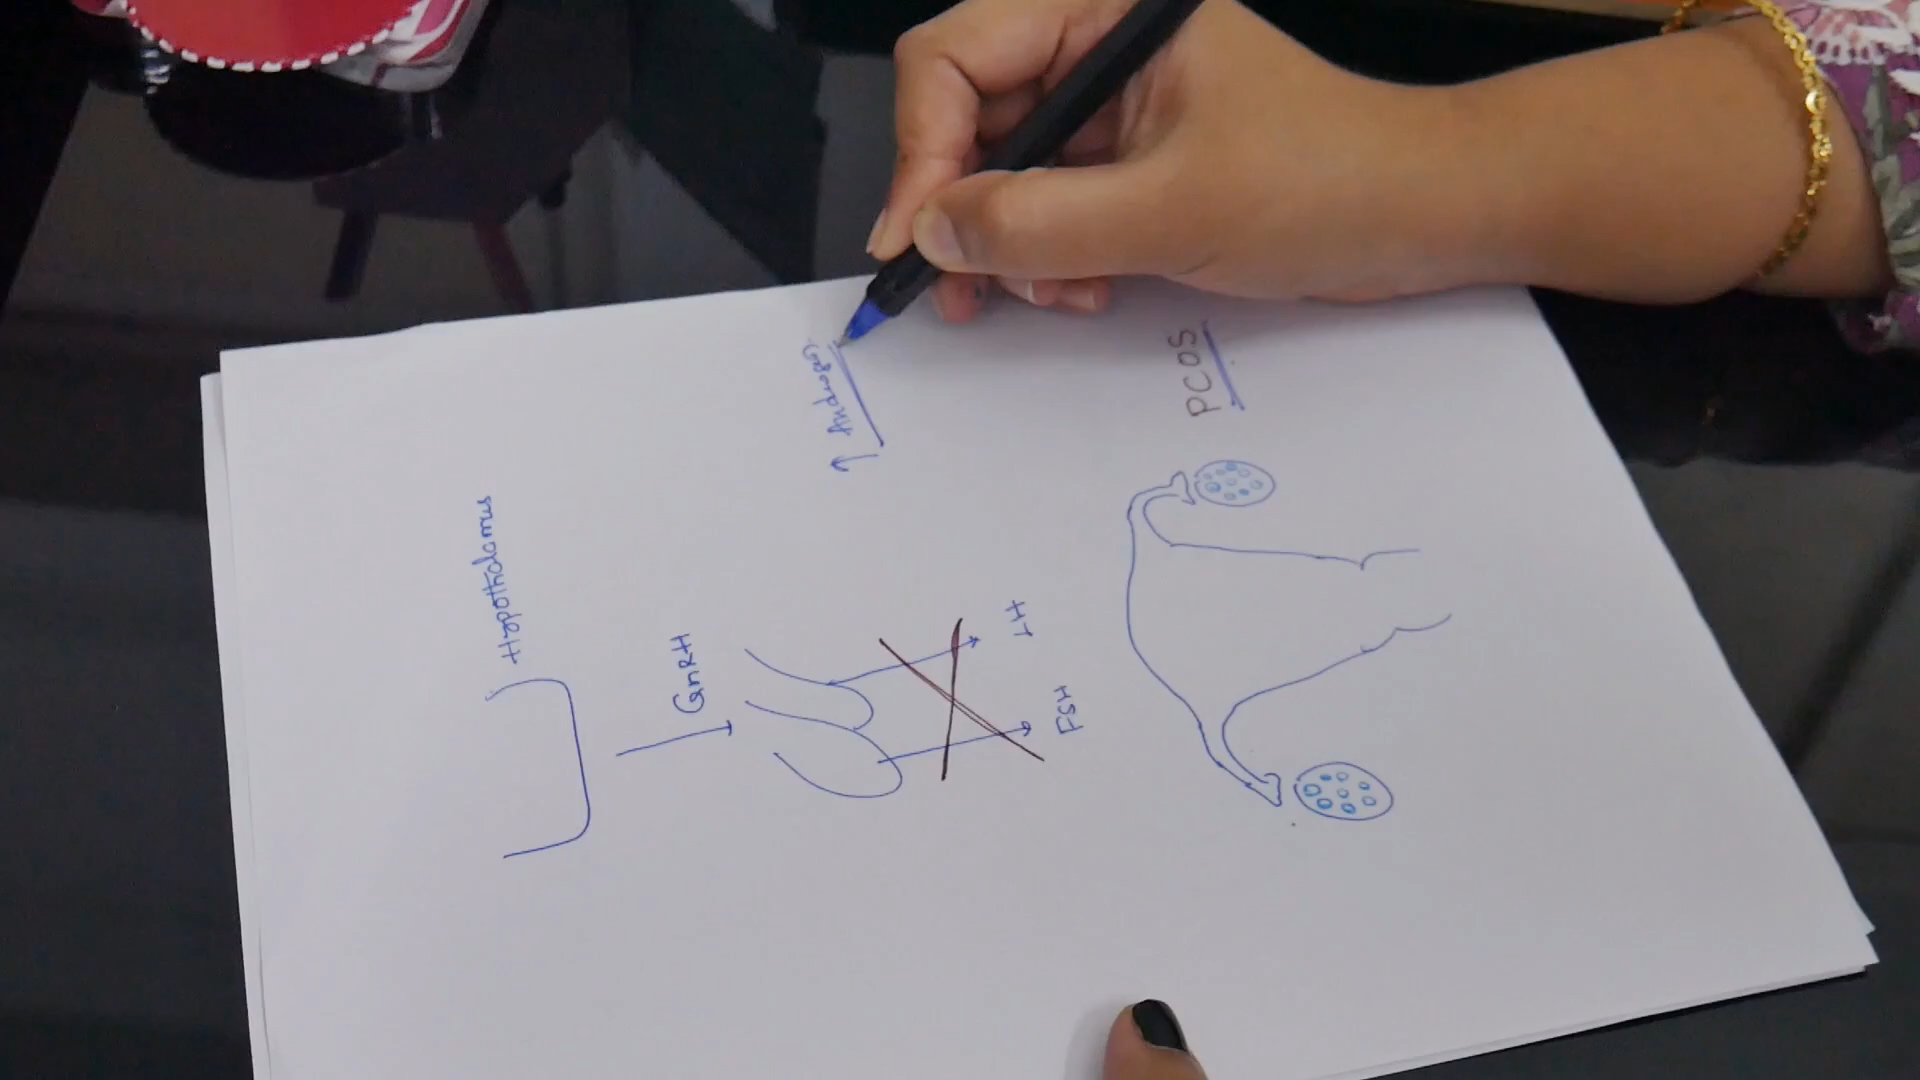 Hypothalamus
GnRH
↑ Androgen
LH
FSH
PCOS